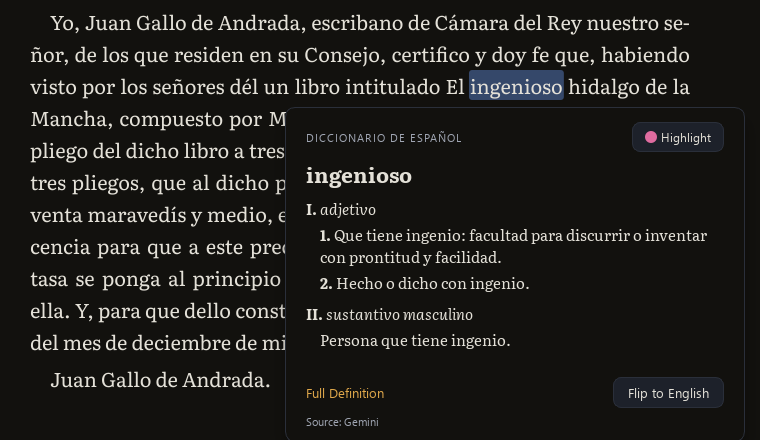 Yo, Juan Gallo de Andrada, escribano de Cámara del Rey nuestro se-
ñor, de los que residen en su Consejo, certifico y doy fe que, habiendo
visto por los señores dél un libro intitulado El ingenioso hidalgo de la
Mancha, compuesto por M
pliego del dicho libro a tres
tres pliegos, que al dicho p
venta maravedís y medio, e
cencia para que a este prec
tasa se ponga al principio
ella. Y, para que dello const
del mes de deciembre de mi
Juan Gallo de Andrada.
DICCIONARIO DE ESPAÑOL
Highlight
ingenioso
I. adjetivo
1. Que tiene ingenio: facultad para discurrir o inventar
con prontitud y facilidad.
2. Hecho o dicho con ingenio.
II. sustantivo masculino
Persona que tiene ingenio.
Full Definition
Flip to English
Source: Gemini